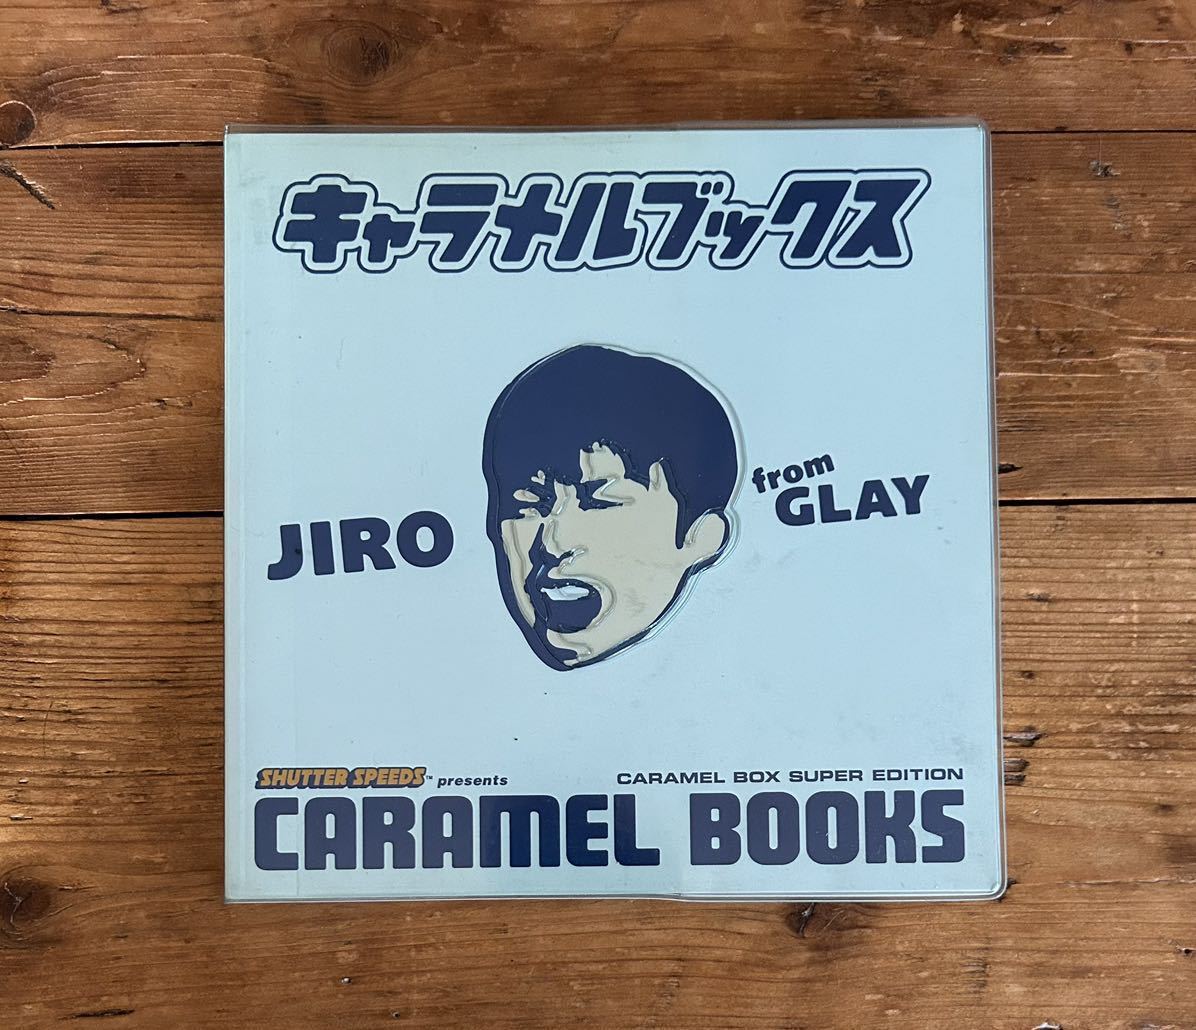 キャラメルブックス
JIRO
from
GLAY
SHUTTER SPEEDS™ presents
CARAMEL BOX SUPER EDITION
CARAMEL BOOKS